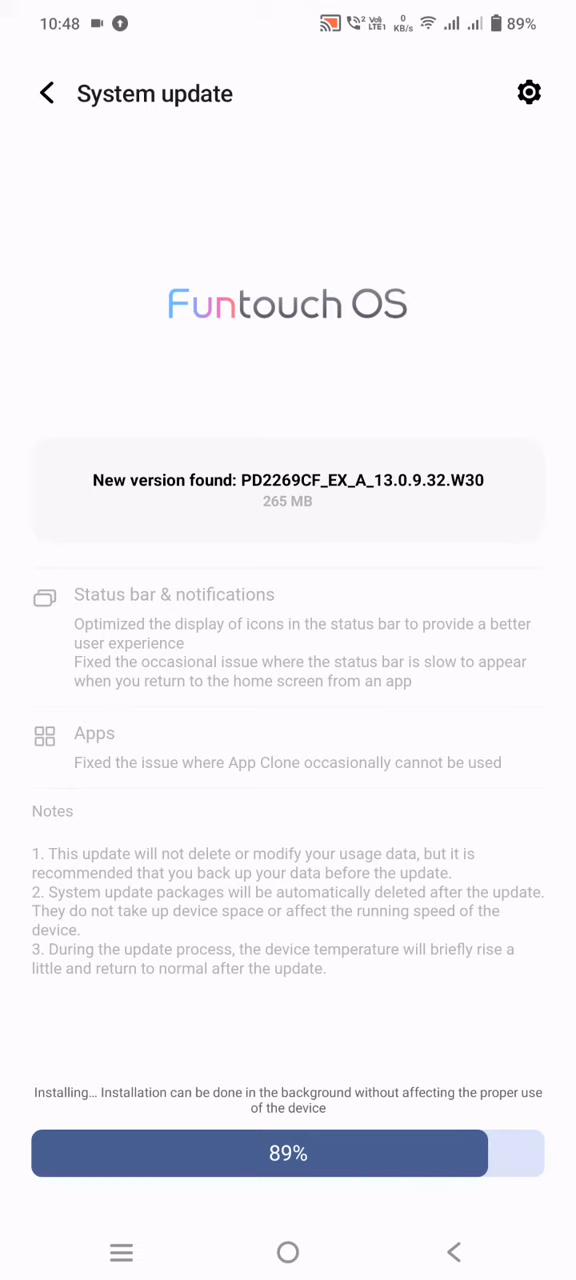 10:48
2
Vo))
LTE1
0
KB/s
89%
System update
Funtouch OS
New version found: PD2269CF_EX_A_13.0.9.32.W30
265 MB
Status bar & notifications
Optimized the display of icons in the status bar to provide a better
user experience
Fixed the occasional issue where the status bar is slow to appear
when you return to the home screen from an app
Apps
Fixed the issue where App Clone occasionally cannot be used
Notes
1. This update will not delete or modify your usage data, but it is
recommended that you back up your data before the update.
2. System update packages will be automatically deleted after the update.
They do not take up device space or affect the running speed of the
device.
3. During the update process, the device temperature will briefly rise a
little and return to normal after the update.
Installing... Installation can be done in the background without affecting the proper use
of the device
89%